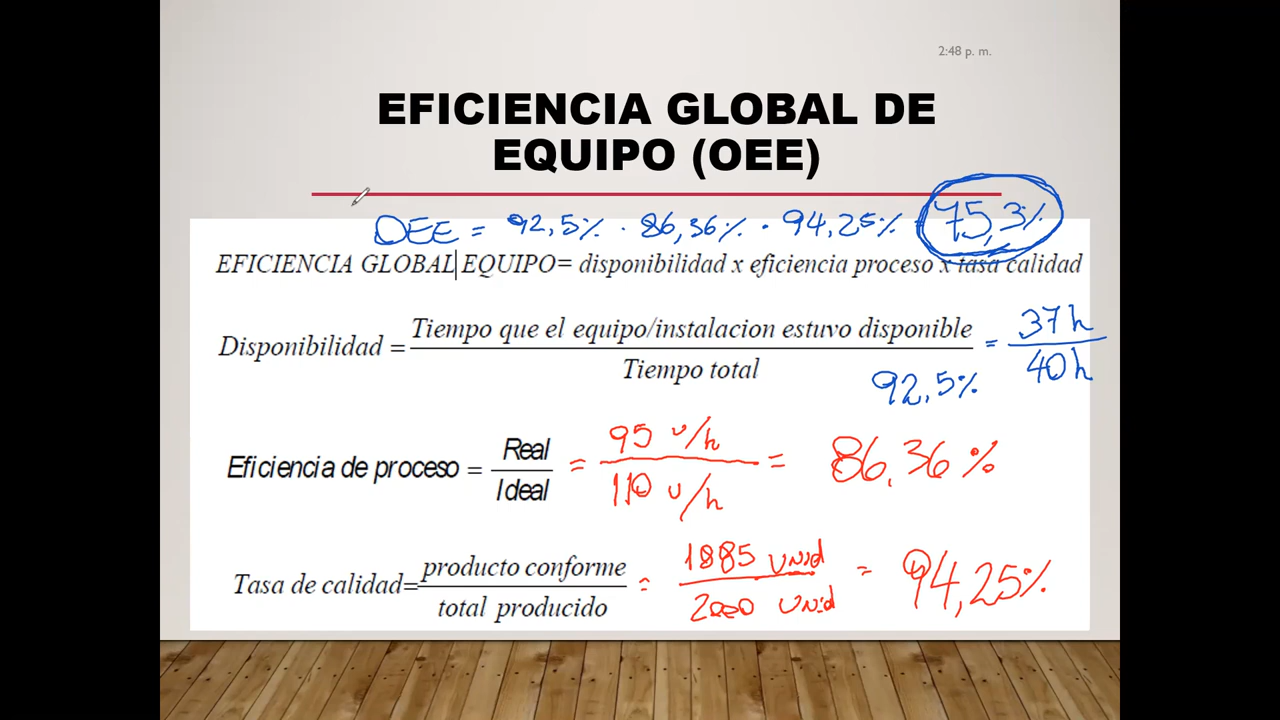 2:48 p. m.
EFICIENCIA GLOBAL DE
EQUIPO (OEE)
OEE = 92,5% · 86,36% · 94,25% = 75,3%
EFICIENCIA GLOBAL EQUIPO= disponibilidad x eficiencia proceso x tasa calidad
Disponibilidad = Tiempo que el equipo/instalacion estuvo disponible = 37 h
Tiempo total 40 h
92,5%
Eficiencia de proceso = Real = 95 u/h = 86,36 %
Ideal 110 u/h
Tasa de calidad= producto conforme = 1885 unid = 94,25%
total producido 2000 unid